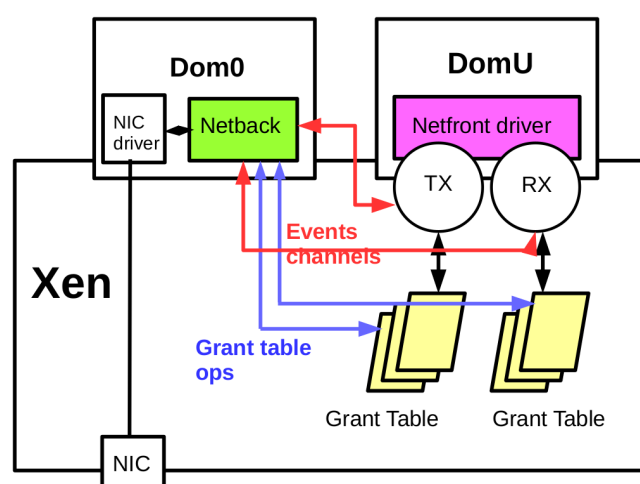 Dom0
DomU
NIC
driver
Netback
Netfront driver
TX
RX
Events
channels
Xen
Grant table
ops
Grant Table
Grant Table
NIC